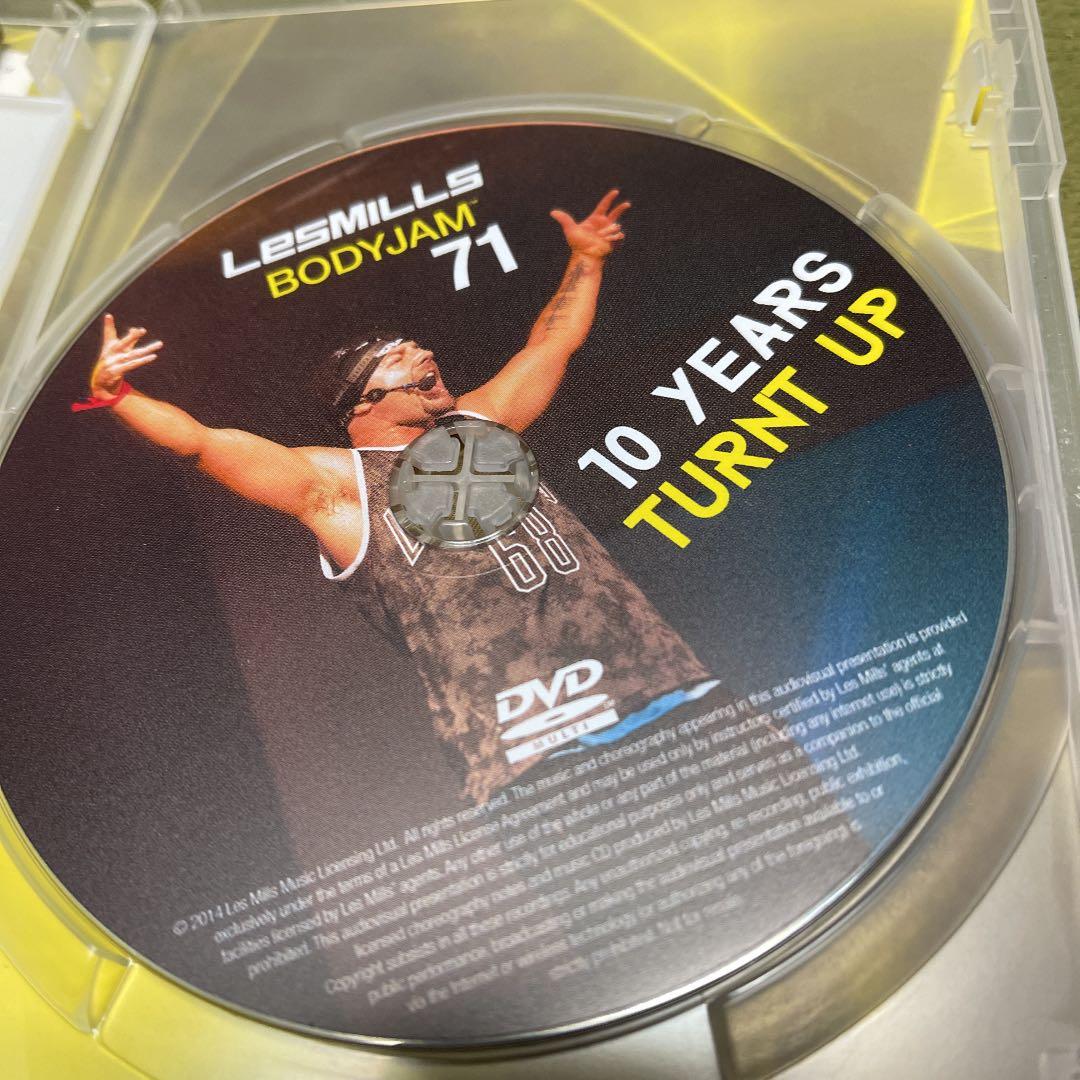 LesMILLS
BODYJAM™
71
10 YEARS
TURNT UP
68
DVD
MULTI
© 2014 Les Mills Music Licensing Ltd. All rights reserved. The music and choreography appearing in this audiovisual presentation is provided
exclusively under the terms of a Les Mills License Agreement and may be used only by instructors certified by Les Mills' agents at
facilities licensed by Les Mills' agents. Any other use of the whole or any part of the material (including any internet use) is strictly
prohibited. This audiovisual presentation is strictly for educational purposes only and serves as a companion to the official
licensed choreography notes and music CD produced by Les Mills Music Licensing Ltd.
Copyright subsists in all these recordings. Any unauthorised copying, re-recording, public exhibition,
public performance, broadcasting or making the audiovisual presentation available to or
via the Internet or wireless technology, or authorising any of the foregoing is
strictly prohibited. Not for resale.